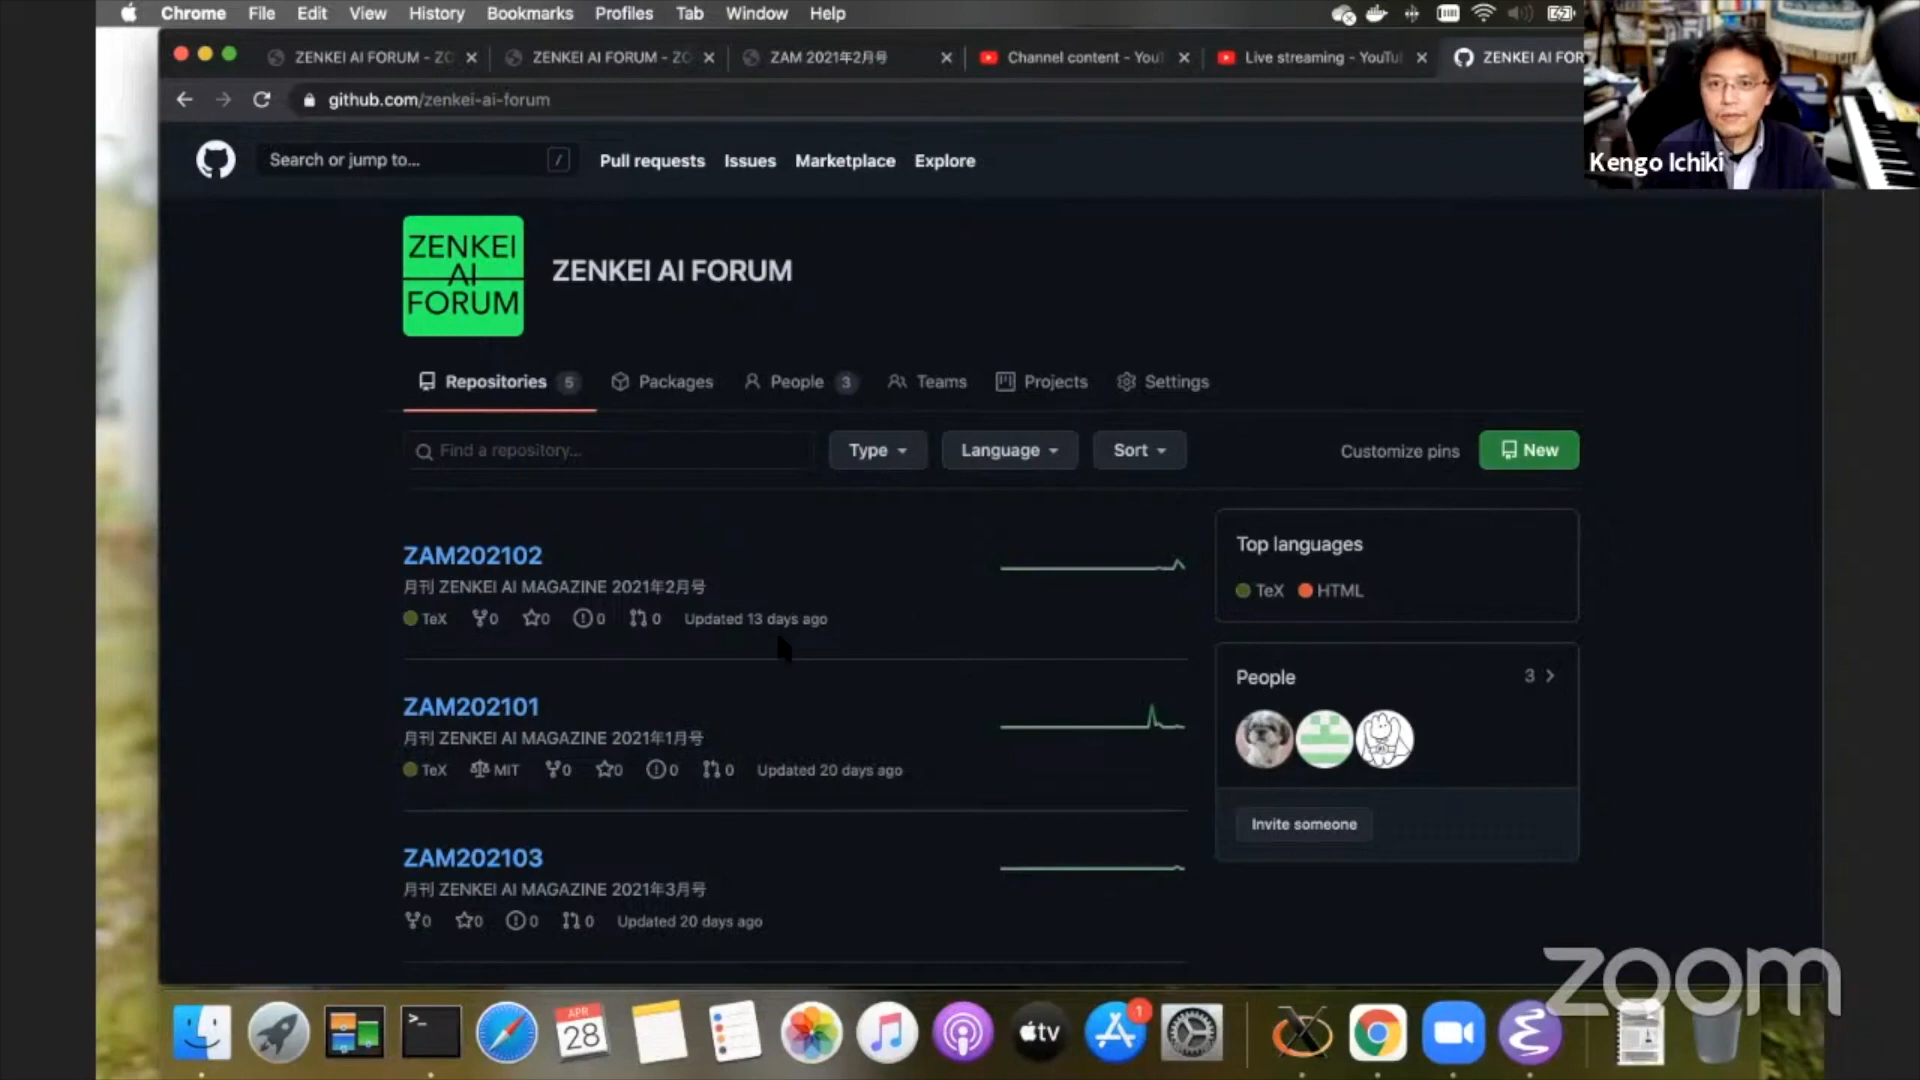 Chrome File Edit View History Bookmarks Profiles Tab Window Help
ZENKEI AI FORUM - ZO ZENKEI AI FORUM - ZO ZAM 2021年2月号 Channel content - YouT Live streaming - YouTu ZENKEI AI FOR
github.com/zenkei-ai-forum
Kengo Ichiki
Search or jump to... / Pull requests Issues Marketplace Explore
ZENKEI
AI
FORUM
ZENKEI AI FORUM
Repositories 5 Packages People 3 Teams Projects Settings
Find a repository... Type Language Sort Customize pins New
ZAM202102
月刊 ZENKEI AI MAGAZINE 2021年2月号
TeX 0 0 0 0 Updated 13 days ago
Top languages
TeX HTML
ZAM202101
月刊 ZENKEI AI MAGAZINE 2021年1月号
TeX MIT 0 0 0 0 Updated 20 days ago
People 3
Invite someone
ZAM202103
月刊 ZENKEI AI MAGAZINE 2021年3月号
0 0 0 0 Updated 20 days ago
zoom
>_
APR
28
tv
1